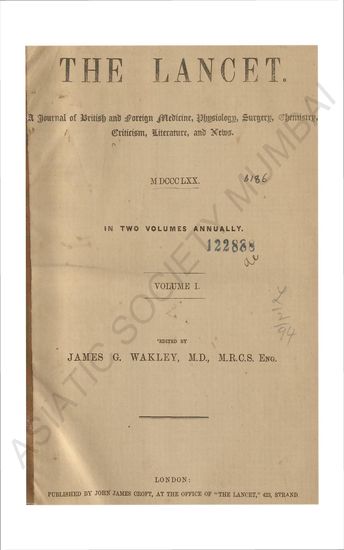 THE LANCET.
A Journal of British and Foreign Medicine, Physiology, Surgery, Chemistry,
Criticism, Literature, and News.
MDCCCLXX.
IN TWO VOLUMES ANNUALLY.
VOLUME I.
EDITED BY
JAMES G. WAKLEY, M.D., M.R.C.S. ENG.
LONDON:
PUBLISHED BY JOHN JAMES CROFT, AT THE OFFICE OF "THE LANCET," 423, STRAND
ASIATIC SOCIETY MUMBAI